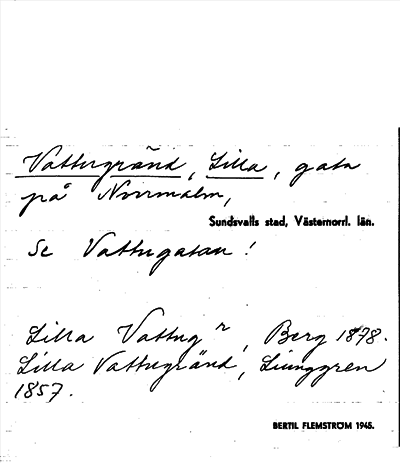 Vattugränd, Lilla, gata
på Norrmalm,
Sundsvalls stad, Västernorrl. län.
Se Vattugatan!
Lilla Vattug r, Berg 1878.
Lilla Vattugränd, Ljunggren
1857.
BERTIL FLEMSTRÖM 1945.